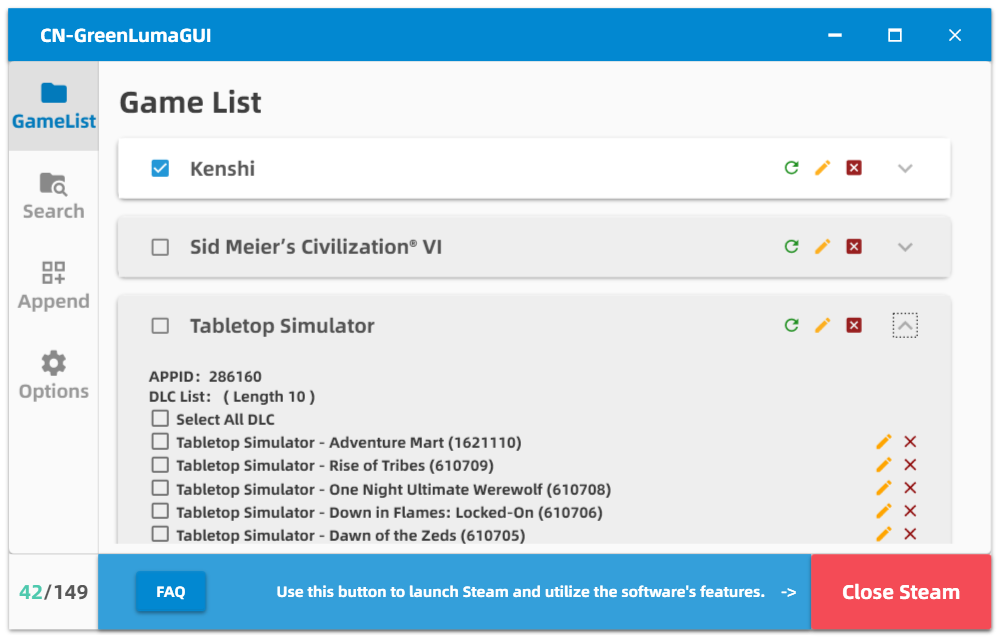 CN-GreenLumaGUI
GameList
Search
Append
Options
Game List
Kenshi
Sid Meier's Civilization® VI
Tabletop Simulator
APPID: 286160
DLC List: ( Length 10 )
Select All DLC
Tabletop Simulator - Adventure Mart (1621110)
Tabletop Simulator - Rise of Tribes (610709)
Tabletop Simulator - One Night Ultimate Werewolf (610708)
Tabletop Simulator - Down in Flames: Locked-On (610706)
Tabletop Simulator - Dawn of the Zeds (610705)
42/149
FAQ
Use this button to launch Steam and utilize the software's features. ->
Close Steam